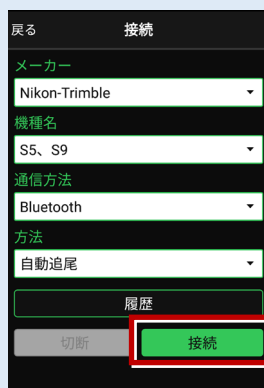 戻る 接続
メーカー
Nikon-Trimble
機種名
S5、S9
通信方法
Bluetooth
方法
自動追尾
履歴
切断 接続